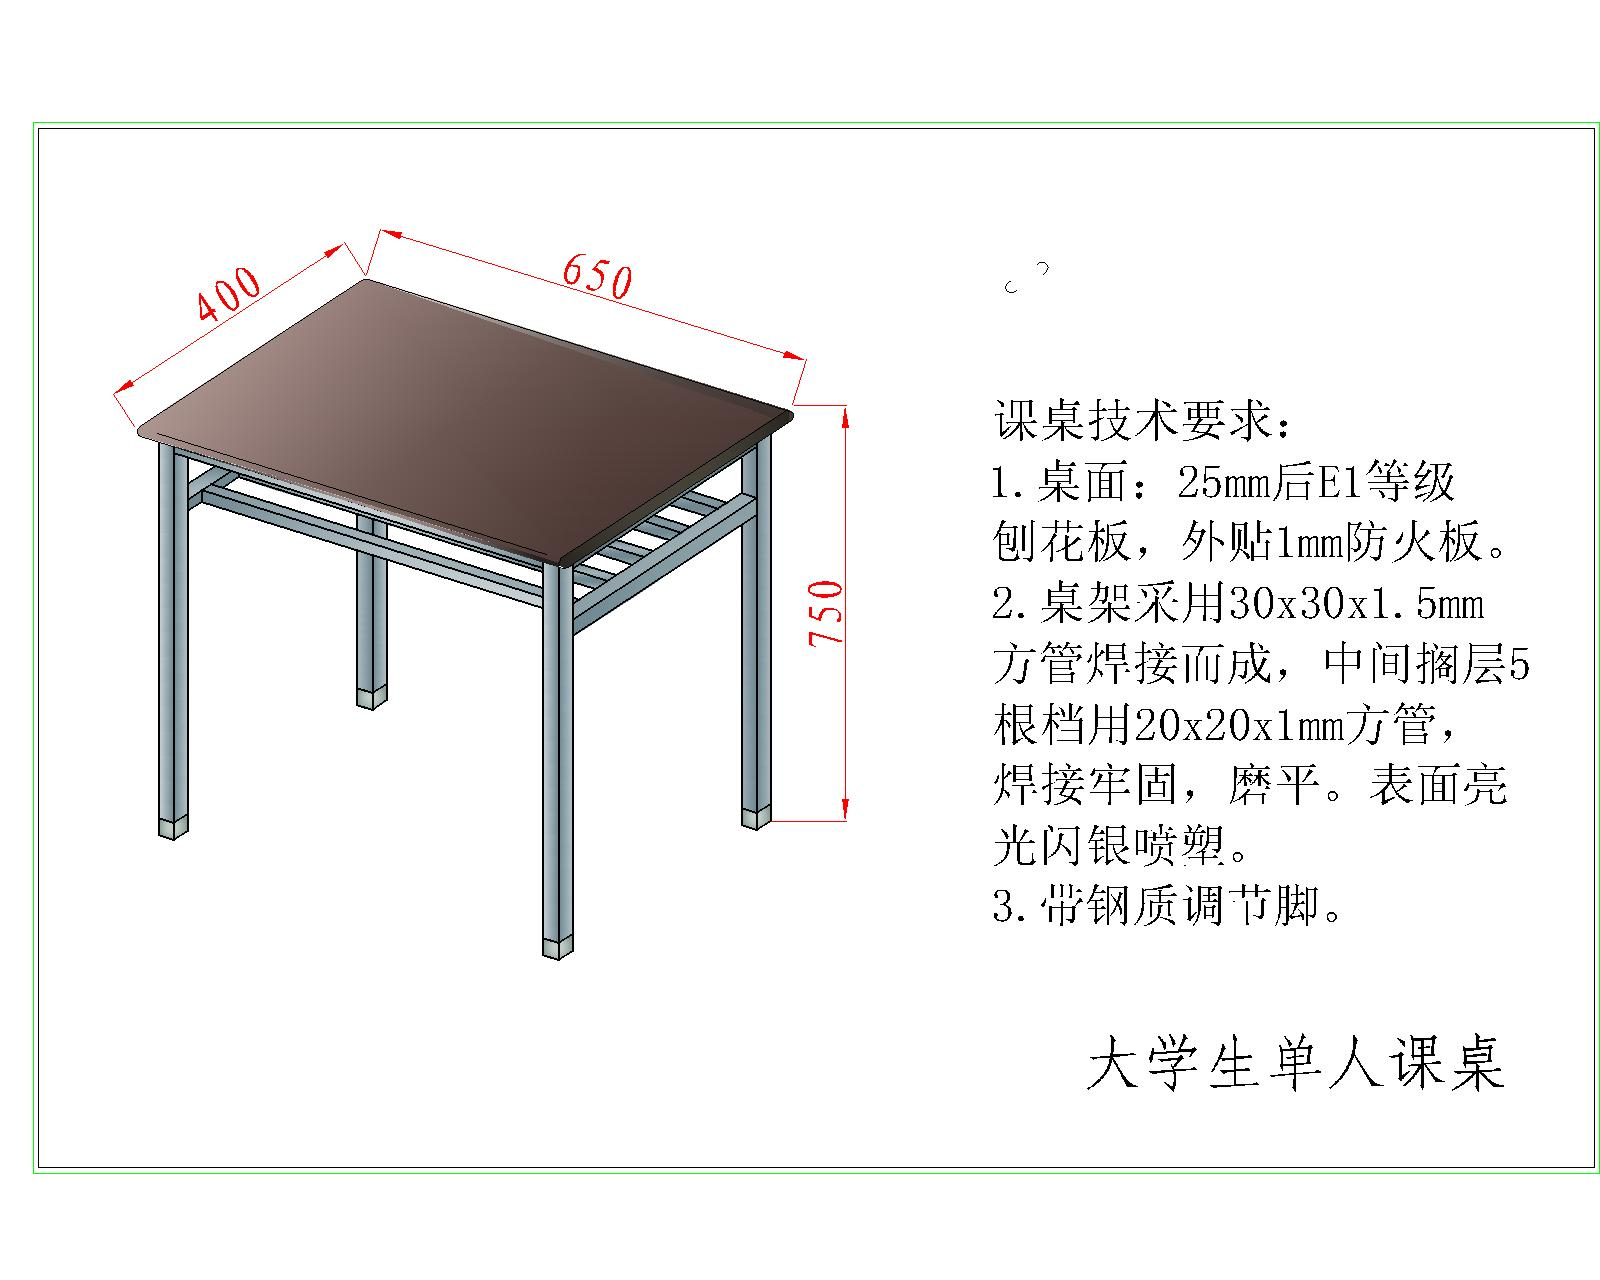 400
650
750
课桌技术要求：
1.桌面：25mm后E1等级
刨花板，外贴1mm防火板。
2.桌架采用30x30x1.5mm
方管焊接而成，中间搁层5
根档用20x20x1mm方管，
焊接牢固，磨平。表面亮
光闪银喷塑。
3.带钢质调节脚。
大学生单人课桌